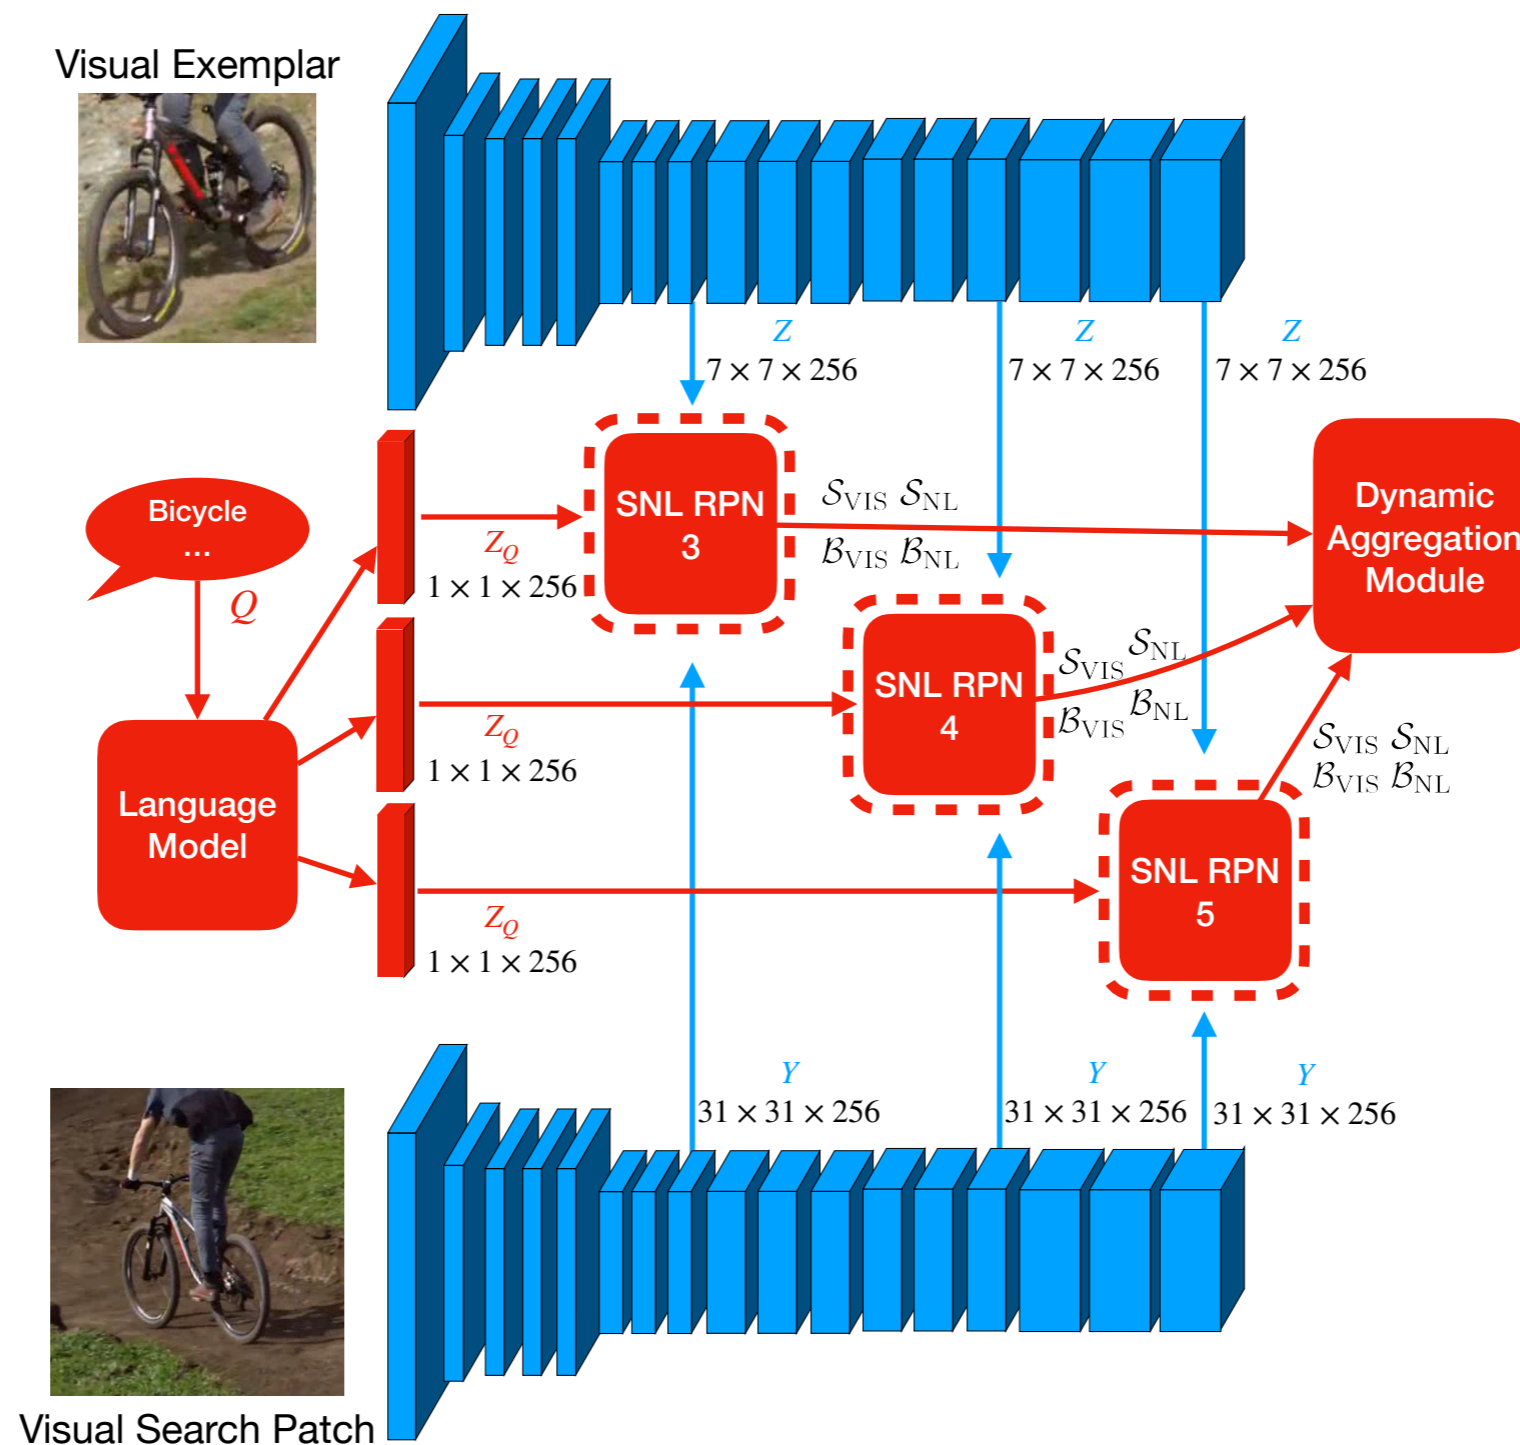 Visual Exemplar
Z
7 × 7 × 256
Z
7 × 7 × 256
Z
7 × 7 × 256
Bicycle
...
Q
Language
Model
Z_Q
1 × 1 × 256
SNL RPN
3
𝒮_VIS 𝒮_NL
ℬ_VIS ℬ_NL
Dynamic
Aggregation
Module
Z_Q
1 × 1 × 256
SNL RPN
4
𝒮_VIS 𝒮_NL
ℬ_VIS ℬ_NL
Z_Q
1 × 1 × 256
SNL RPN
5
𝒮_VIS 𝒮_NL
ℬ_VIS ℬ_NL
Y
31 × 31 × 256
Y
31 × 31 × 256
Y
31 × 31 × 256
Visual Search Patch